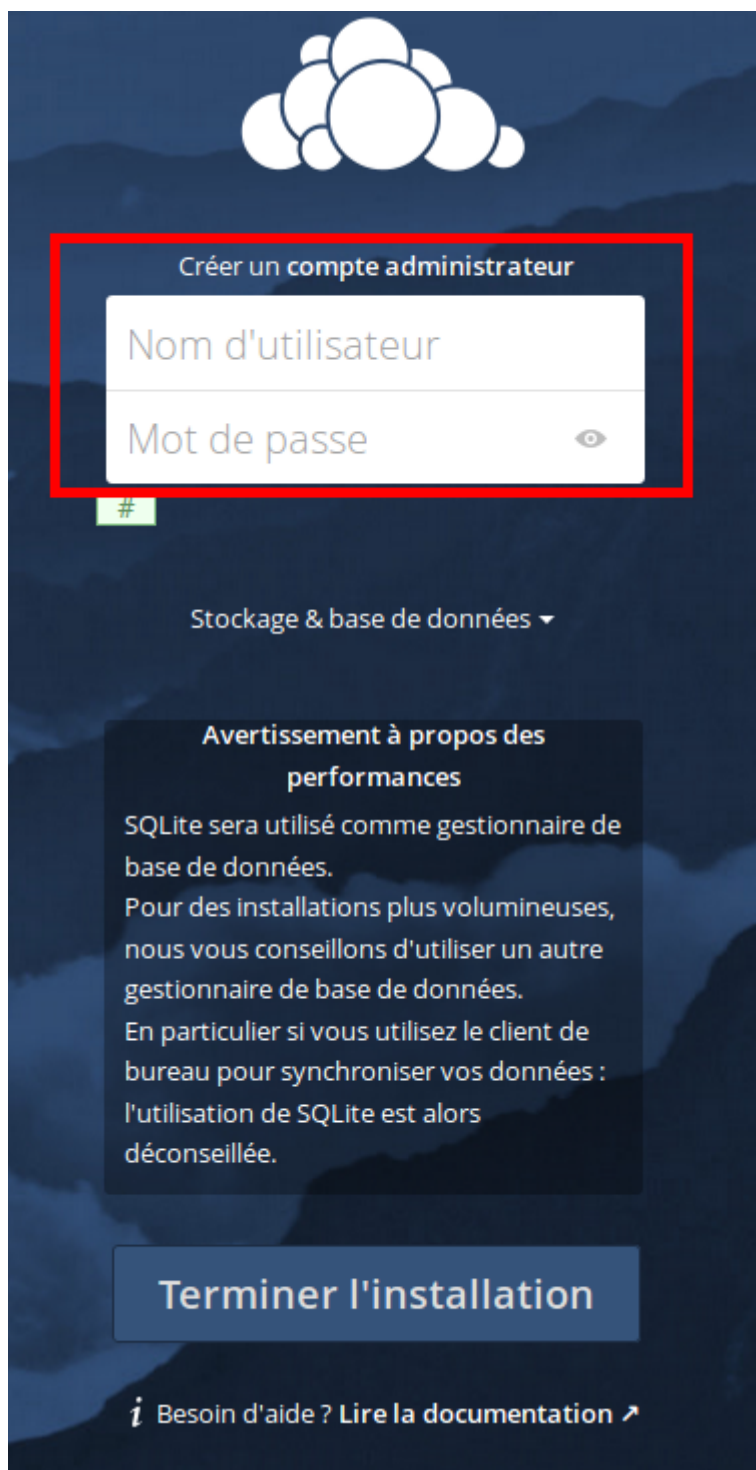 Créer un compte administrateur
Nom d'utilisateur
Mot de passe
#
Stockage & base de données
Avertissement à propos des
performances
SQLite sera utilisé comme gestionnaire de
base de données.
Pour des installations plus volumineuses,
nous vous conseillons d'utiliser un autre
gestionnaire de base de données.
En particulier si vous utilisez le client de
bureau pour synchroniser vos données :
l'utilisation de SQLite est alors
déconseillée.
Terminer l'installation
i Besoin d'aide ? Lire la documentation ↗